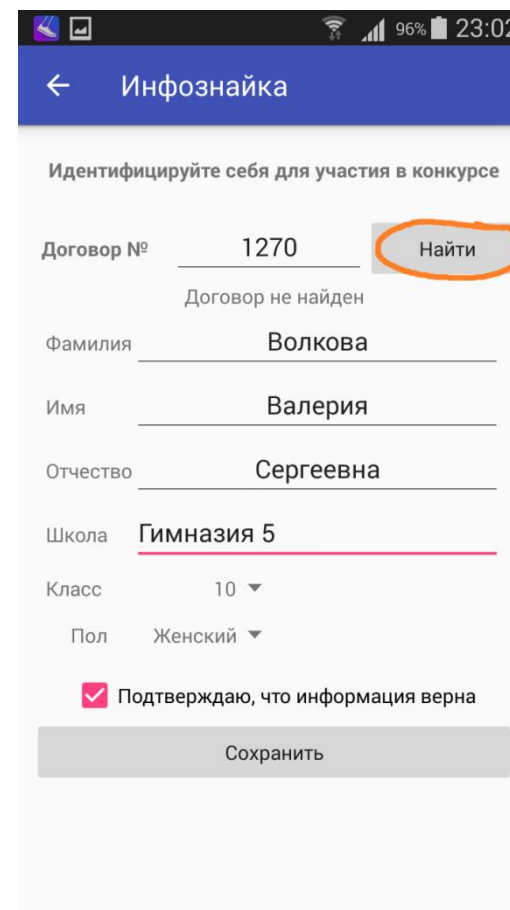 96% 23:02
Инфознайка
Идентифицируйте себя для участия в конкурсе
Договор № 1270 Найти
Договор не найден
Фамилия Волкова
Имя Валерия
Отчество Сергеевна
Школа Гимназия 5
Класс 10
Пол Женский
Подтверждаю, что информация верна
Сохранить